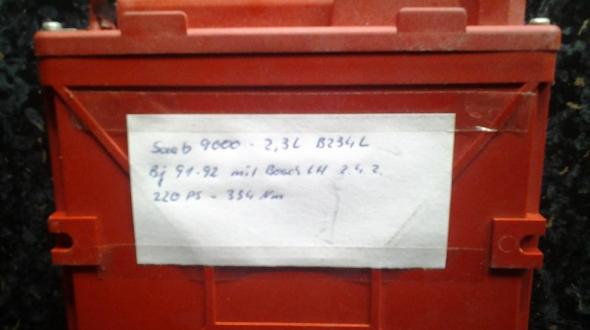 Saab 9000 - 2,3L B234L
Bj 91-92 mit Bosch LH 2.4.2.
220 PS - 334 Nm